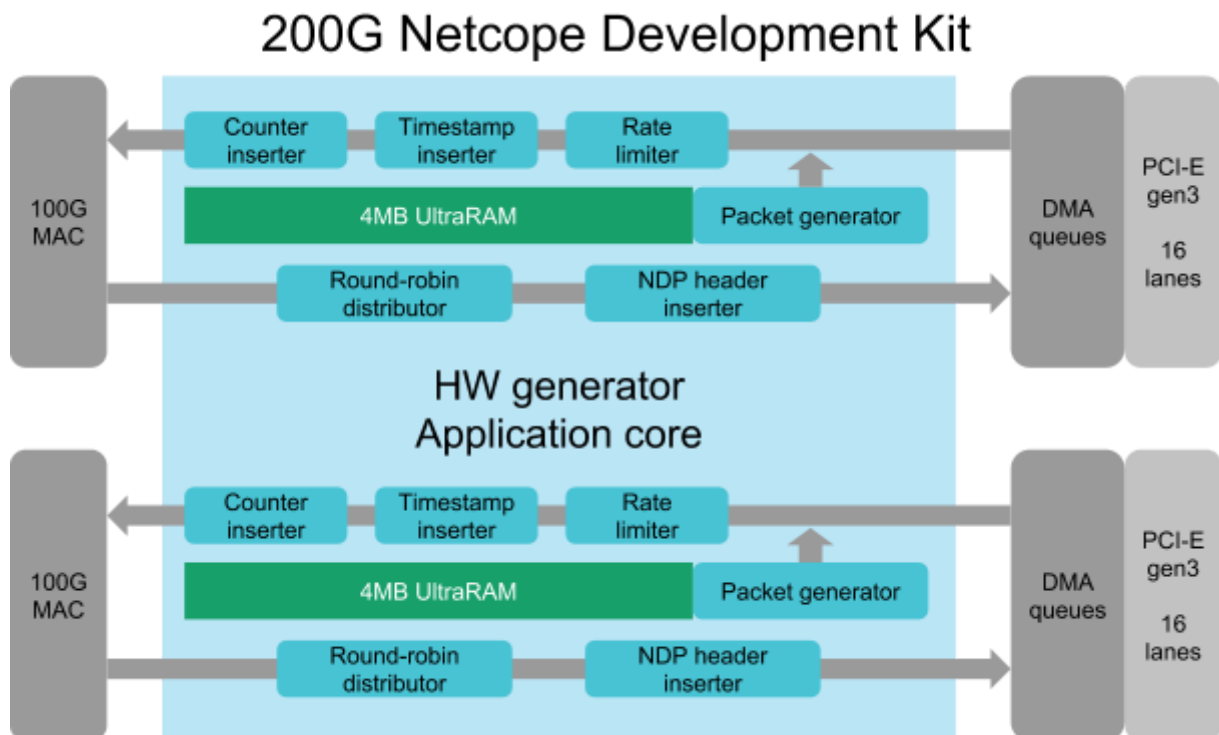 200G Netcope Development Kit
Counter
inserter
Timestamp
inserter
Rate
limiter
100G
MAC
4MB UltraRAM
Packet generator
DMA
queues
PCI-E
gen3
16
lanes
Round-robin
distributor
NDP header
inserter
HW generator
Application core
Counter
inserter
Timestamp
inserter
Rate
limiter
100G
MAC
4MB UltraRAM
Packet generator
DMA
queues
PCI-E
gen3
16
lanes
Round-robin
distributor
NDP header
inserter